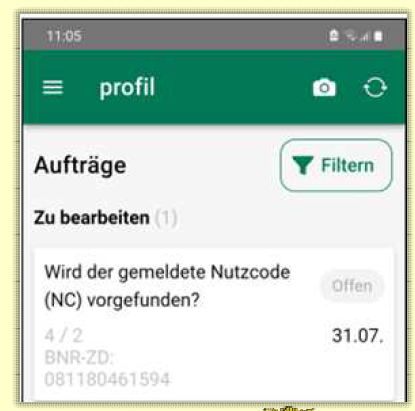 11:05
profil
Aufträge
Filtern
Zu bearbeiten (1)
Wird der gemeldete Nutzcode
(NC) vorgefunden?
Offen
4 / 2
31.07.
BNR-ZD:
081180461594